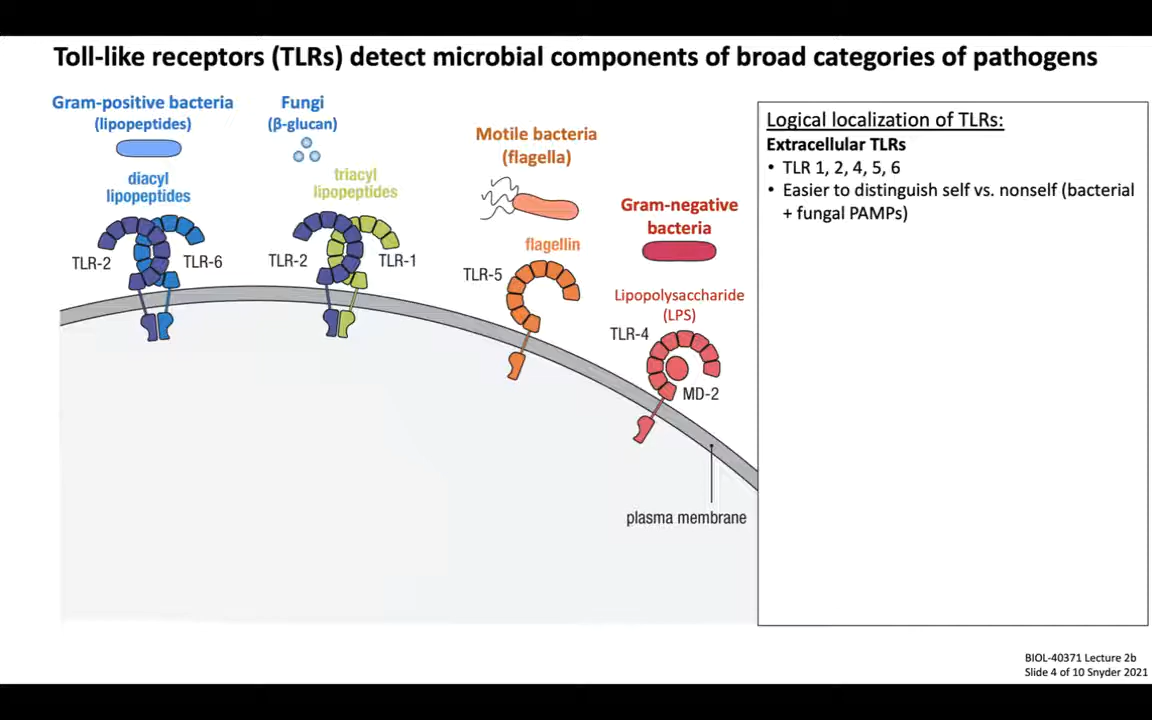 Toll-like receptors (TLRs) detect microbial components of broad categories of pathogens
Gram-positive bacteria
(lipopeptides)
diacyl
lipopeptides
TLR-2
TLR-6
Fungi
(β-glucan)
triacyl
lipopeptides
TLR-2
TLR-1
Motile bacteria
(flagella)
flagellin
TLR-5
Gram-negative
bacteria
Lipopolysaccharide
(LPS)
TLR-4
MD-2
plasma membrane
Logical localization of TLRs:
Extracellular TLRs
• TLR 1, 2, 4, 5, 6
• Easier to distinguish self vs. nonself (bacterial
+ fungal PAMPs)
BIOL-40371 Lecture 2b
Slide 4 of 10 Snyder 2021